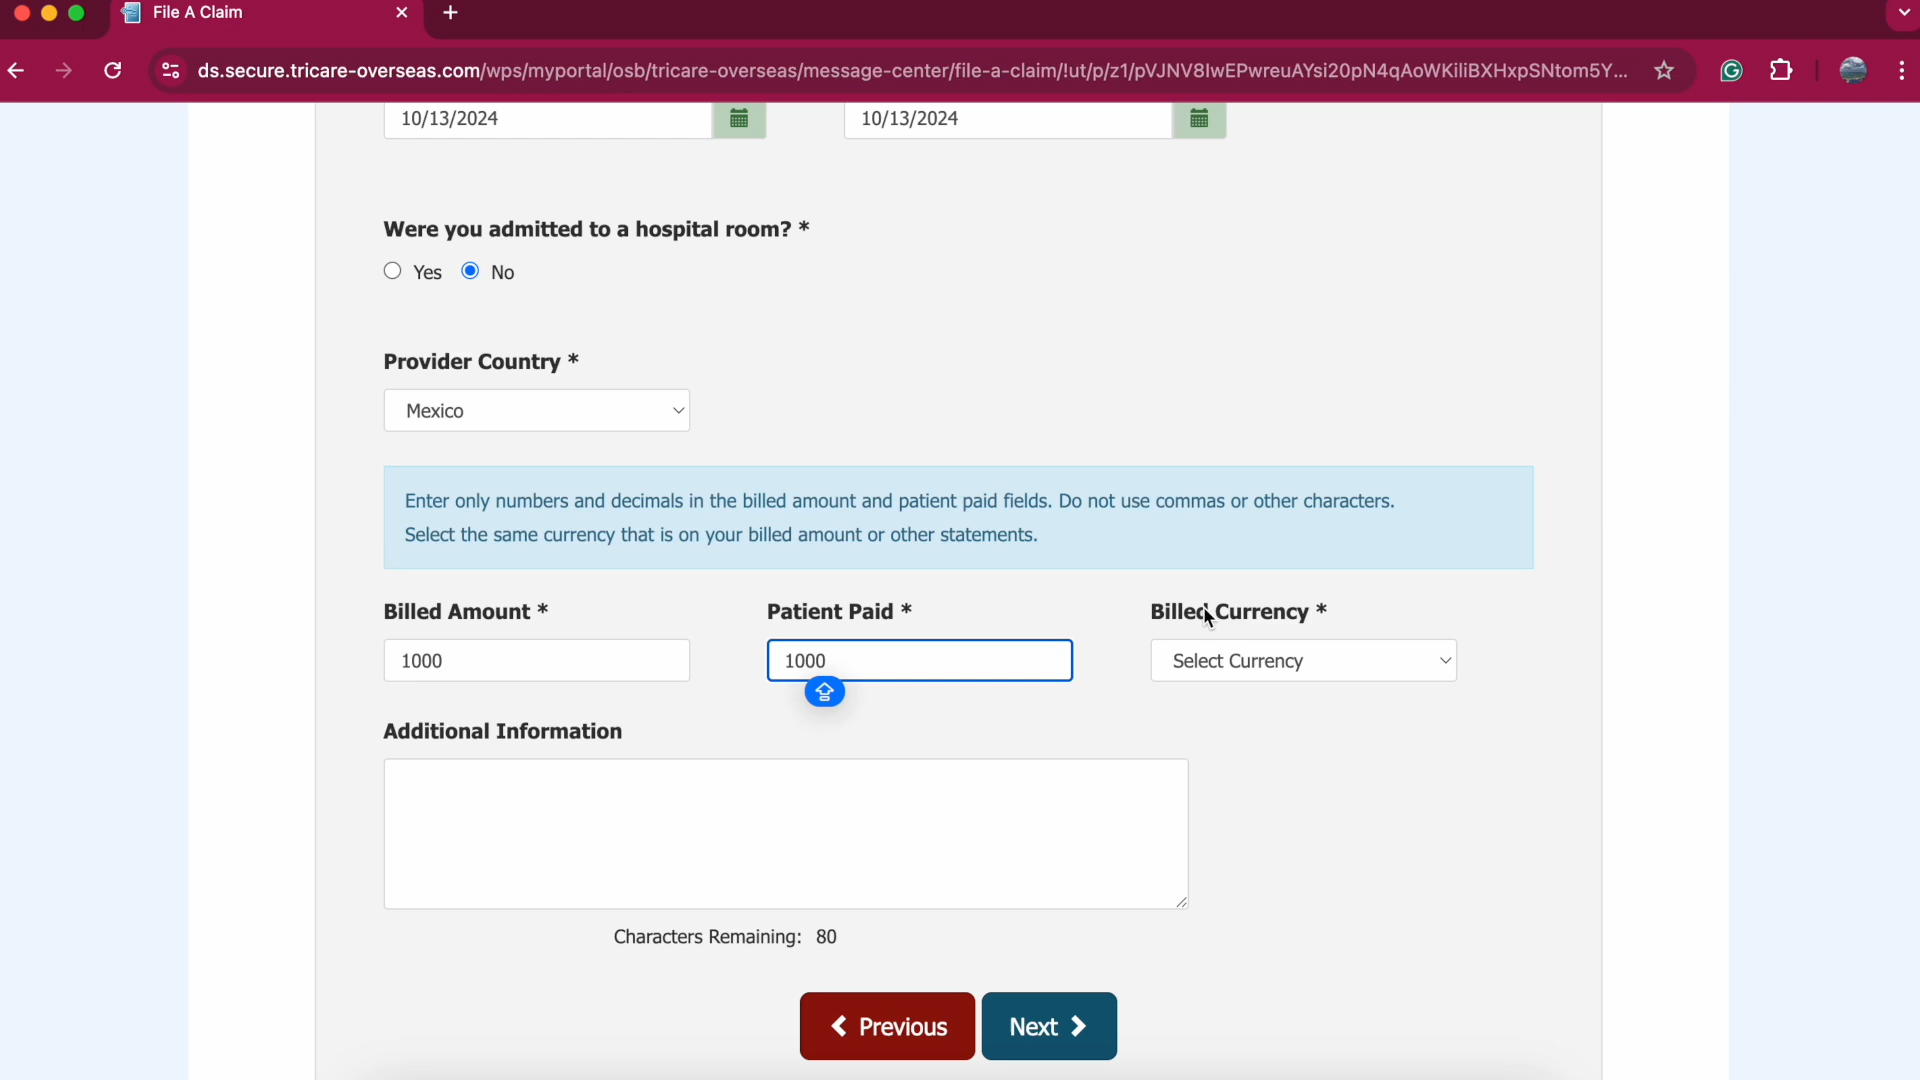 File A Claim
ds.secure.tricare-overseas.com/wps/myportal/osb/tricare-overseas/message-center/file-a-claim/!ut/p/z1/pVJNV8IwEPwreuAYsi20pN4qAoWKiliBXHxpSNtom5Y...
10/13/2024 10/13/2024
Were you admitted to a hospital room? *
Yes No
Provider Country *
Mexico
Enter only numbers and decimals in the billed amount and patient paid fields. Do not use commas or other characters.
Select the same currency that is on your billed amount or other statements.
Billed Amount * Patient Paid * Billed Currency *
1000 1000 Select Currency
Additional Information
Characters Remaining: 80
Previous Next